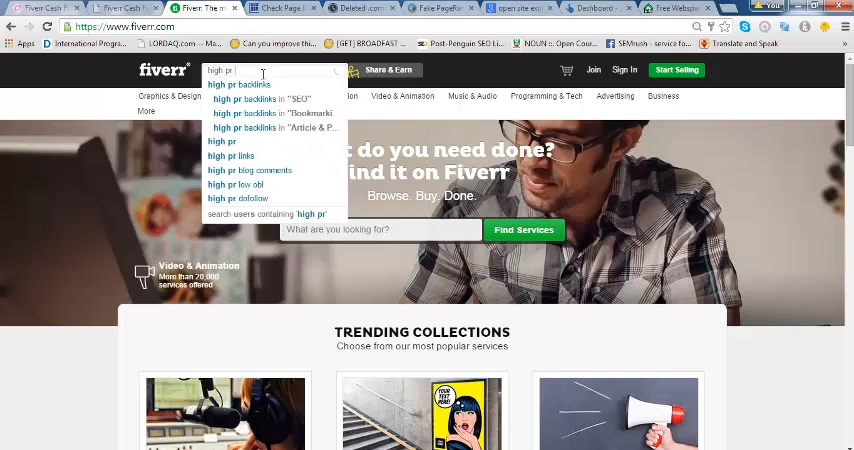 Fiverr Cash F
Fiverr Cash F
Fiverr: The m
Check Page
Deleted .com
Fake PageRan
open site expl
Dashboard -
Free Webspa
You
https://www.fiverr.com
Apps
International Progra...
LORDAQ.com
Can you improve thi...
[GET] BROADCAST ...
Post-Penguin SEO Li...
NOUN :: Open Cour...
SEMrush - service fo...
Translate and Speak
fiverr
high pr
Share & Earn
Join
Sign In
Start Selling
high pr backlinks
high pr backlinks in "SEO"
high pr backlinks in "Bookmarki.
high pr backlinks in "Article & P...
high pr
high pr links
high pr blog comments
high pr low obl
high pr dofollow
search users containing 'high pr'
Graphics & Design
Video & Animation
Music & Audio
Programming & Tech
Advertising
Business
More
t do you need done?
ind it on Fiverr
Browse. Buy. Done.
What are you looking for?
Find Services
Video & Animation
More than 20,000
services offered
TRENDING COLLECTIONS
Choose from our most popular services
YOUR
TEXT
HERE!